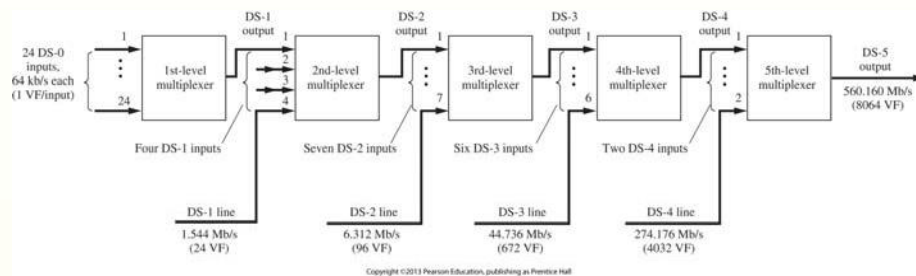 DS-1 output
DS-2 output
DS-3 output
DS-4 output
24 DS-0
inputs,
64 kb/s each
(1 VF/input)
1
24
1st-level
multiplexer
1
2
3
4
2nd-level
multiplexer
1
7
3rd-level
multiplexer
1
6
4th-level
multiplexer
1
2
5th-level
multiplexer
DS-5
output
560.160 Mb/s
(8064 VF)
Four DS-1 inputs
Seven DS-2 inputs
Six DS-3 inputs
Two DS-4 inputs
DS-1 line
1.544 Mb/s
(24 VF)
DS-2 line
6.312 Mb/s
(96 VF)
DS-3 line
44.736 Mb/s
(672 VF)
DS-4 line
274.176 Mb/s
(4032 VF)
Copyright ©2013 Pearson Education, publishing as Prentice Hall